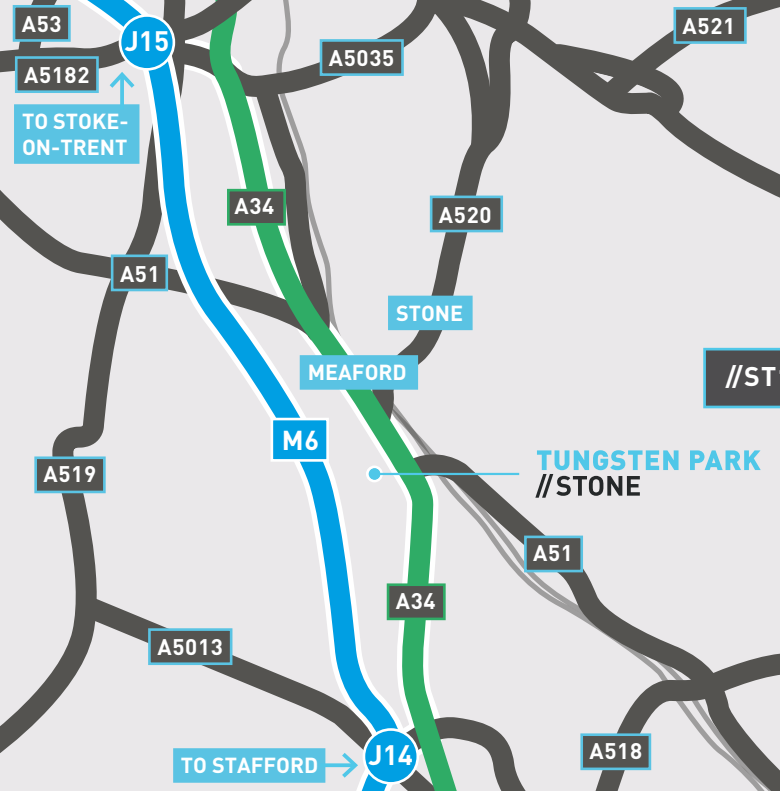 A53
J15
A521
A5035
A5182
TO STOKE-
ON-TRENT
A34
A520
A51
STONE
MEAFORD
//ST
M6
TUNGSTEN PARK
//STONE
A519
A51
A34
A5013
A518
TO STAFFORD
J14